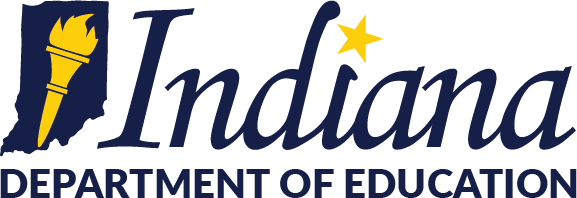 Indiana
DEPARTMENT OF EDUCATION